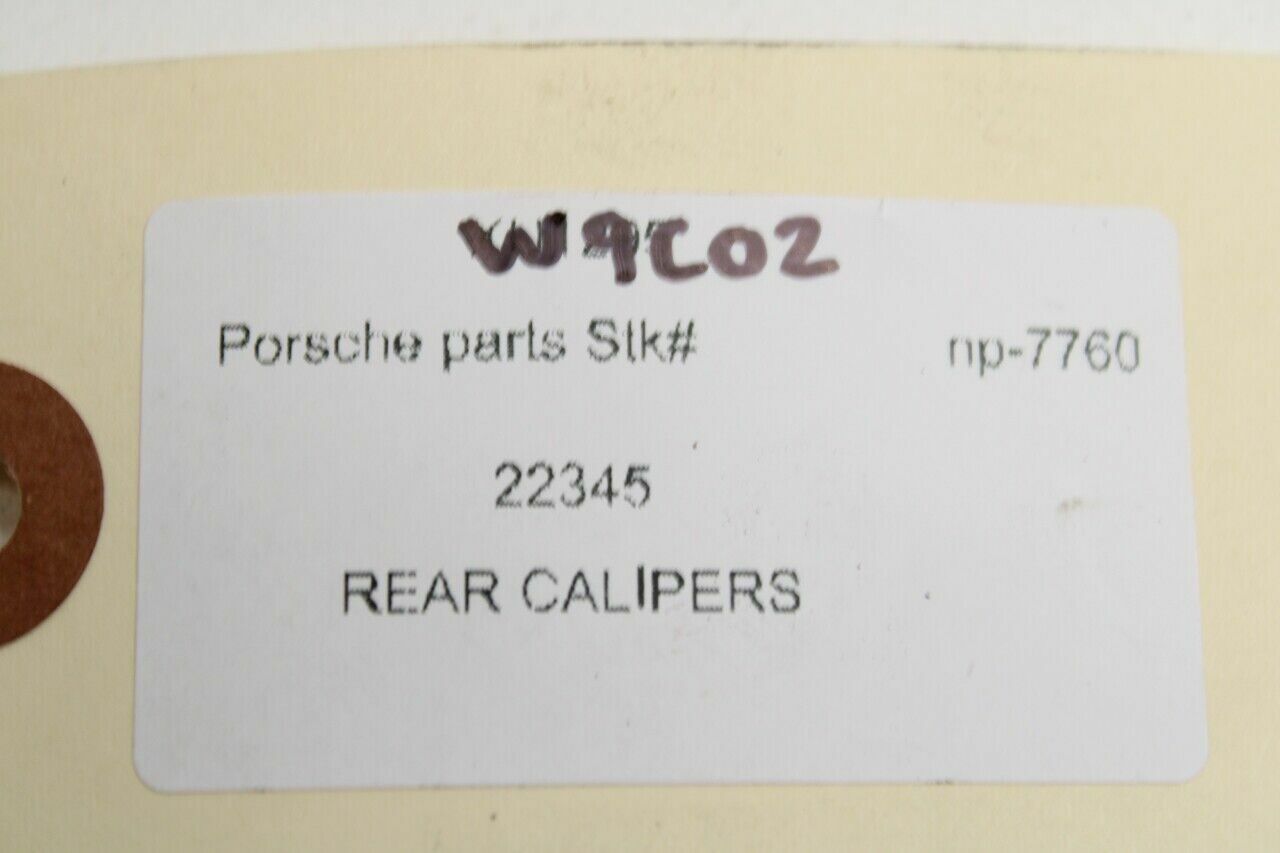 W9C02
Porsche parts Stk# np-7760
22345
REAR CALIPERS